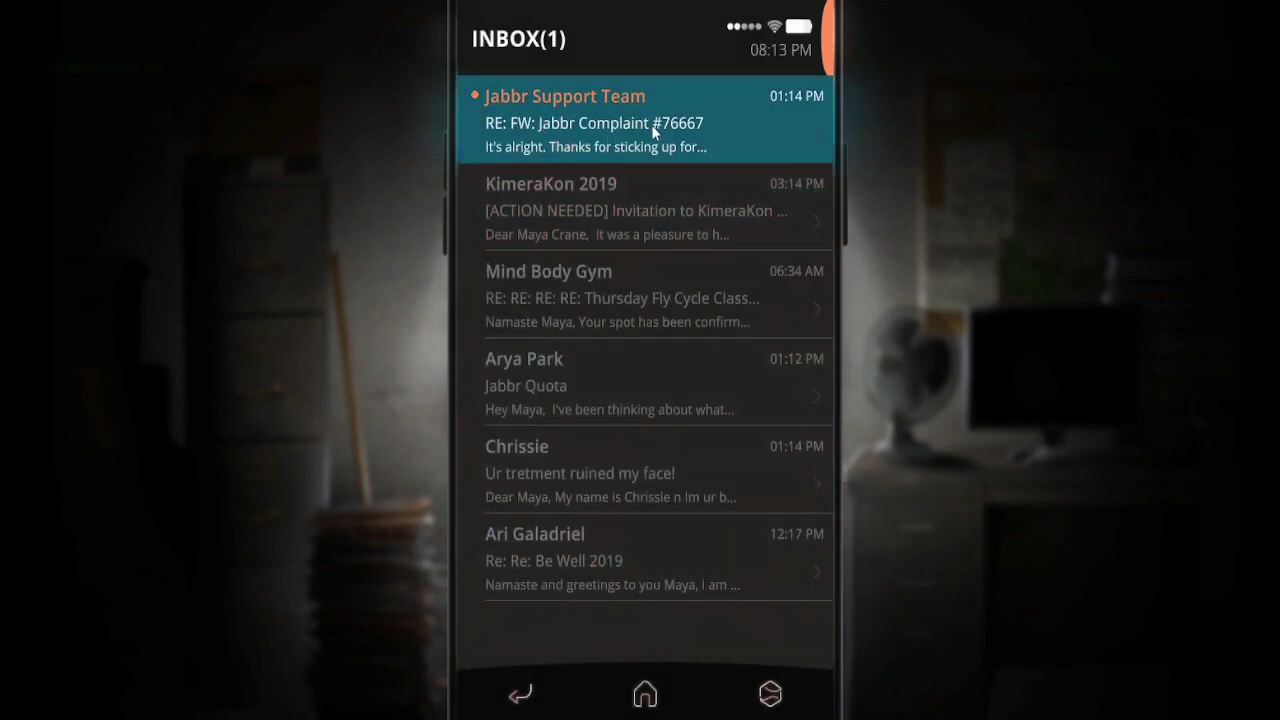 INBOX(1)
08:13 PM
Jabbr Support Team
01:14 PM
RE: FW: Jabbr Complaint #76667
It's alright. Thanks for sticking up for...
KimeraKon 2019
03:14 PM
[ACTION NEEDED] Invitation to KimeraKon ...
Dear Maya Crane,  It was a pleasure to h...
Mind Body Gym
06:34 AM
RE: RE: RE: RE: Thursday Fly Cycle Class...
Namaste Maya, Your spot has been confirm...
Arya Park
01:12 PM
Jabbr Quota
Hey Maya,  I've been thinking about what...
Chrissie
01:14 PM
Ur tretment ruined my face!
Dear Maya, My name is Chrissie n Im ur b...
Ari Galadriel
12:17 PM
Re: Re: Be Well 2019
Namaste and greetings to you Maya, I am ...